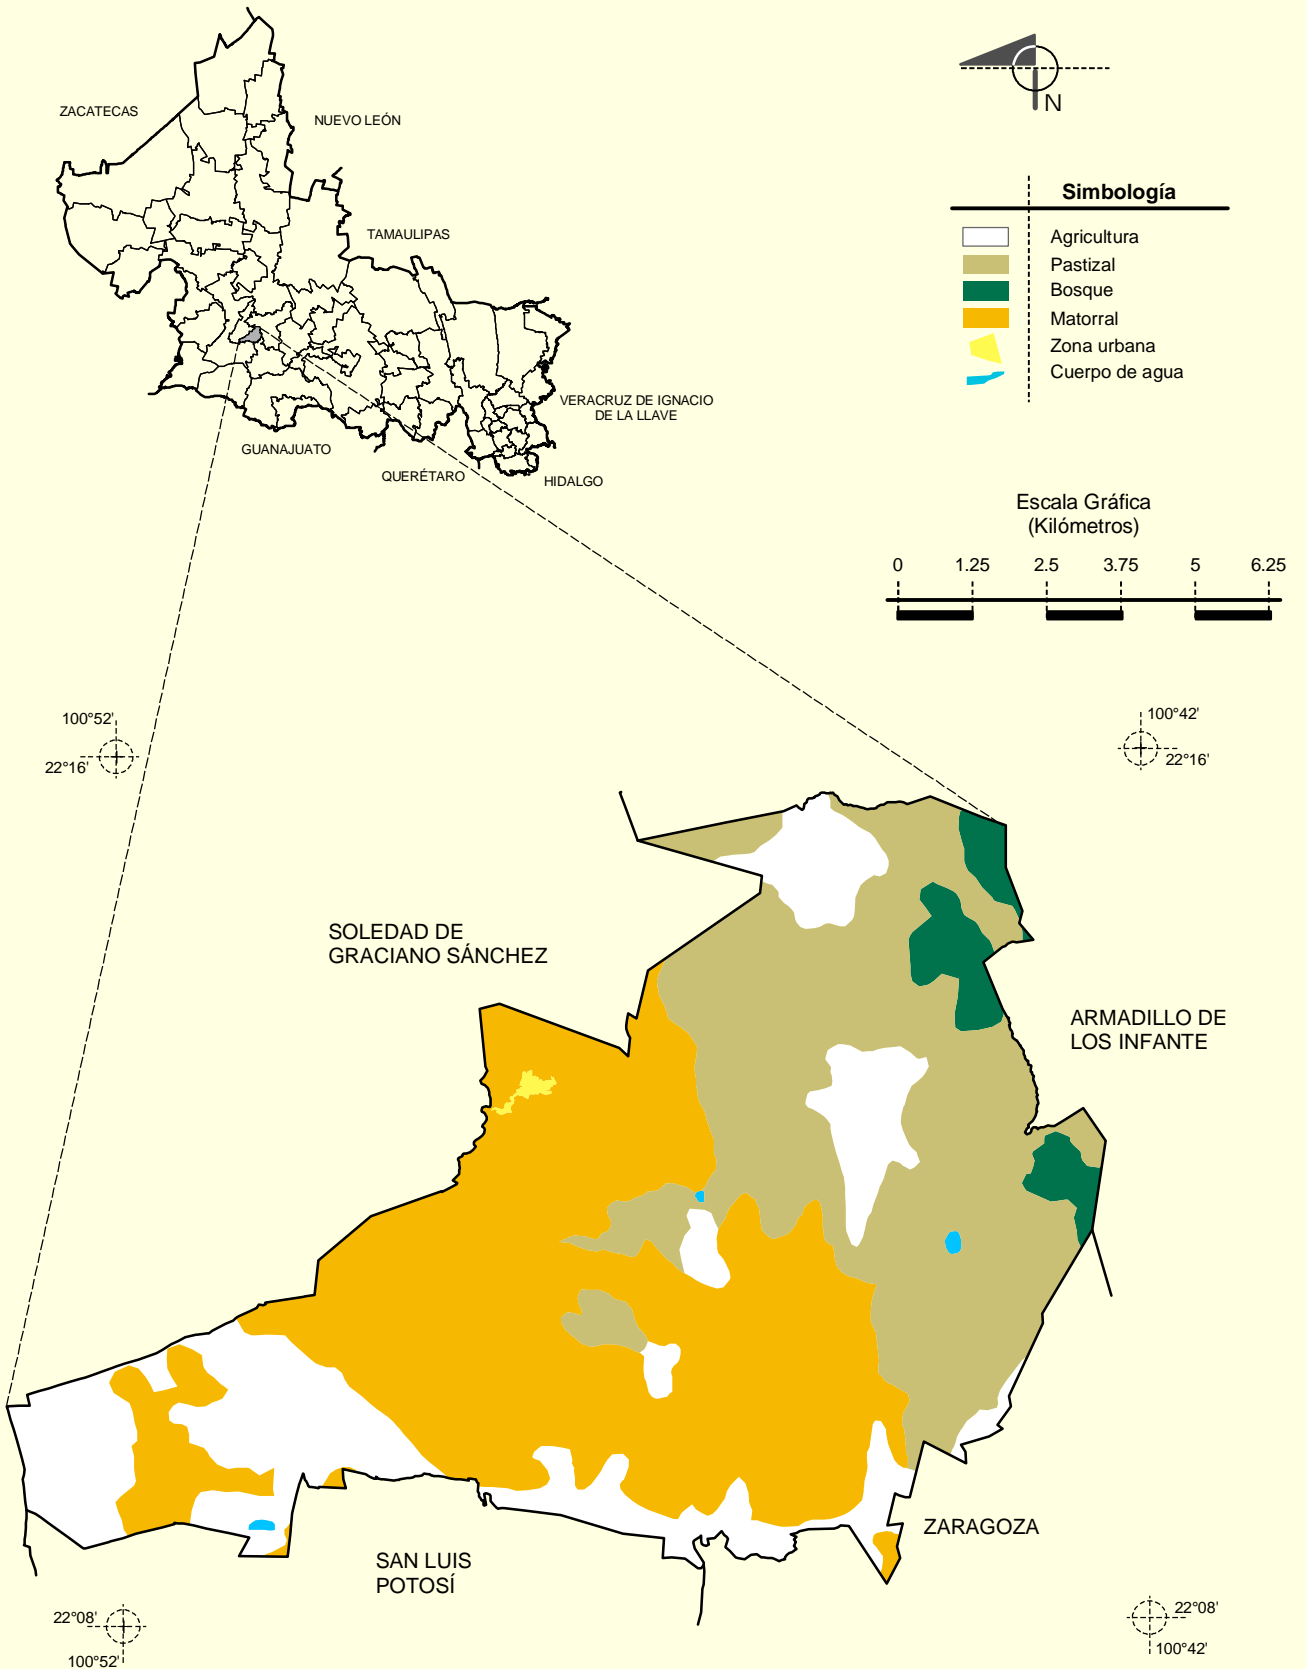 ZACATECAS
NUEVO LEÓN
TAMAULIPAS
VERACRUZ DE IGNACIO
DE LA LLAVE
GUANAJUATO
QUERÉTARO
HIDALGO
N
Simbología
Agricultura
Pastizal
Bosque
Matorral
Zona urbana
Cuerpo de agua
Escala Gráfica
(Kilómetros)
0 1.25 2.5 3.75 5 6.25
100°52'
22°16'
100°42'
22°16'
SOLEDAD DE
GRACIANO SÁNCHEZ
ARMADILLO DE
LOS INFANTE
ZARAGOZA
SAN LUIS
POTOSÍ
22°08'
100°52'
22°08'
100°42'